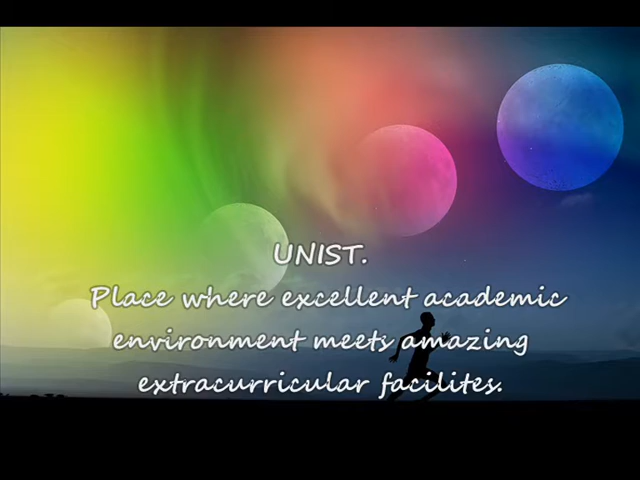 UNIST.
Place where excellent academic
environment meets amazing
extracurricular facilites.